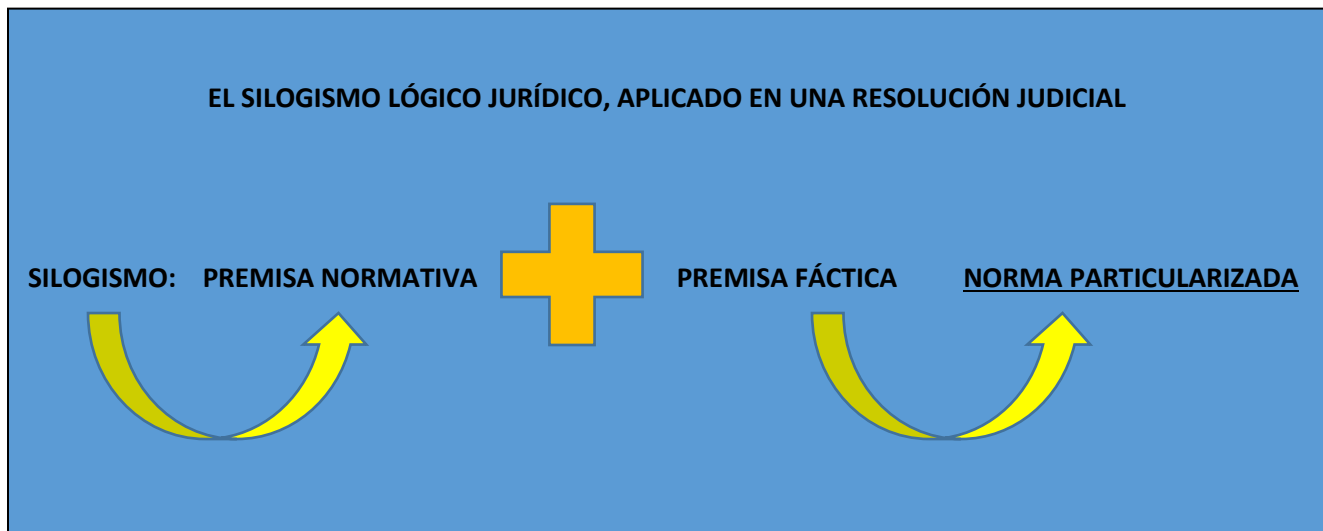 EL SILOGISMO LÓGICO JURÍDICO, APLICADO EN UNA RESOLUCIÓN JUDICIAL
SILOGISMO: PREMISA NORMATIVA PREMISA FÁCTICA NORMA PARTICULARIZADA